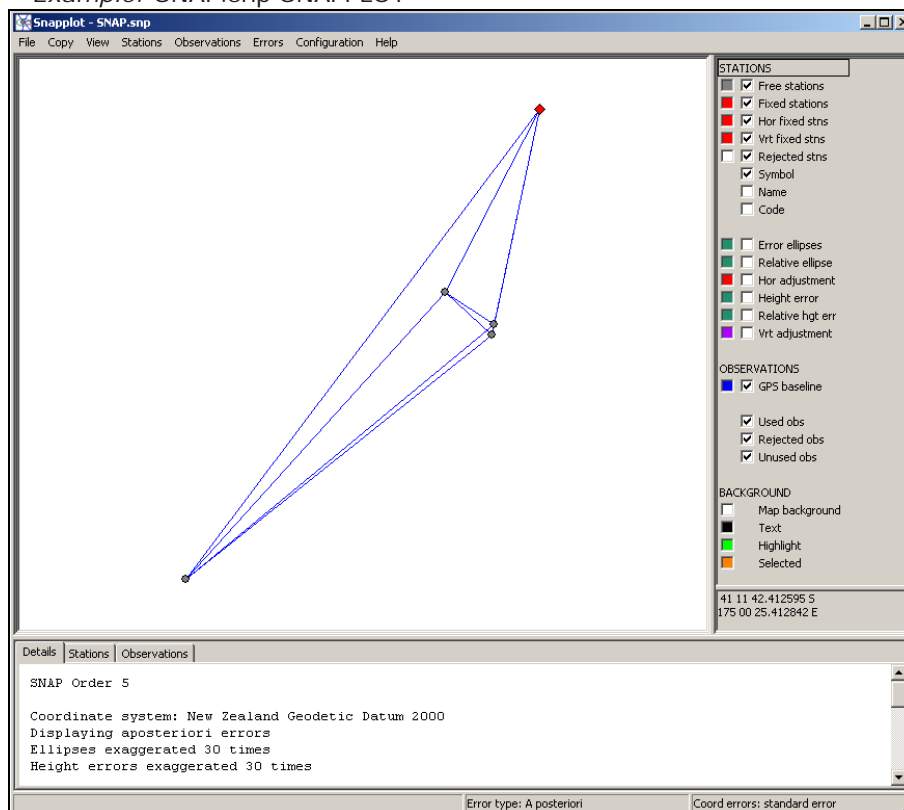 Example: SNAP.snp SNAPPLOT
Snapplot - SNAP.snp
File Copy View Stations Observations Errors Configuration Help
STATIONS
Free stations
Fixed stations
Hor fixed stns
Vrt fixed stns
Rejected stns
Symbol
Name
Code
Error ellipses
Relative ellipse
Hor adjustment
Height error
Relative hgt err
Vrt adjustment
OBSERVATIONS
GPS baseline
Used obs
Rejected obs
Unused obs
BACKGROUND
Map background
Text
Highlight
Selected
41 11 42.412595 S
175 00 25.412842 E
Details Stations Observations
SNAP Order 5
Coordinate system: New Zealand Geodetic Datum 2000
Displaying aposteriori errors
Ellipses exaggerated 30 times
Height errors exaggerated 30 times
Error type: A posteriori Coord errors: standard error